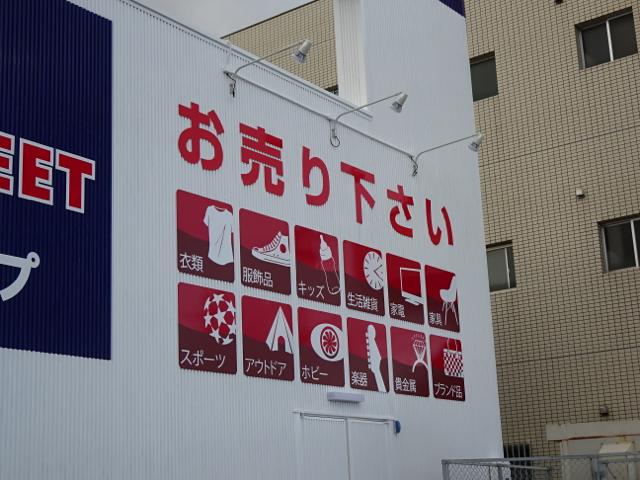 お売り下さい
EET
プ
衣類
服飾品
キッズ
生活雑貨
家電
家具
スポーツ
アウトドア
ホビー
楽器
貴金属
ブランド品